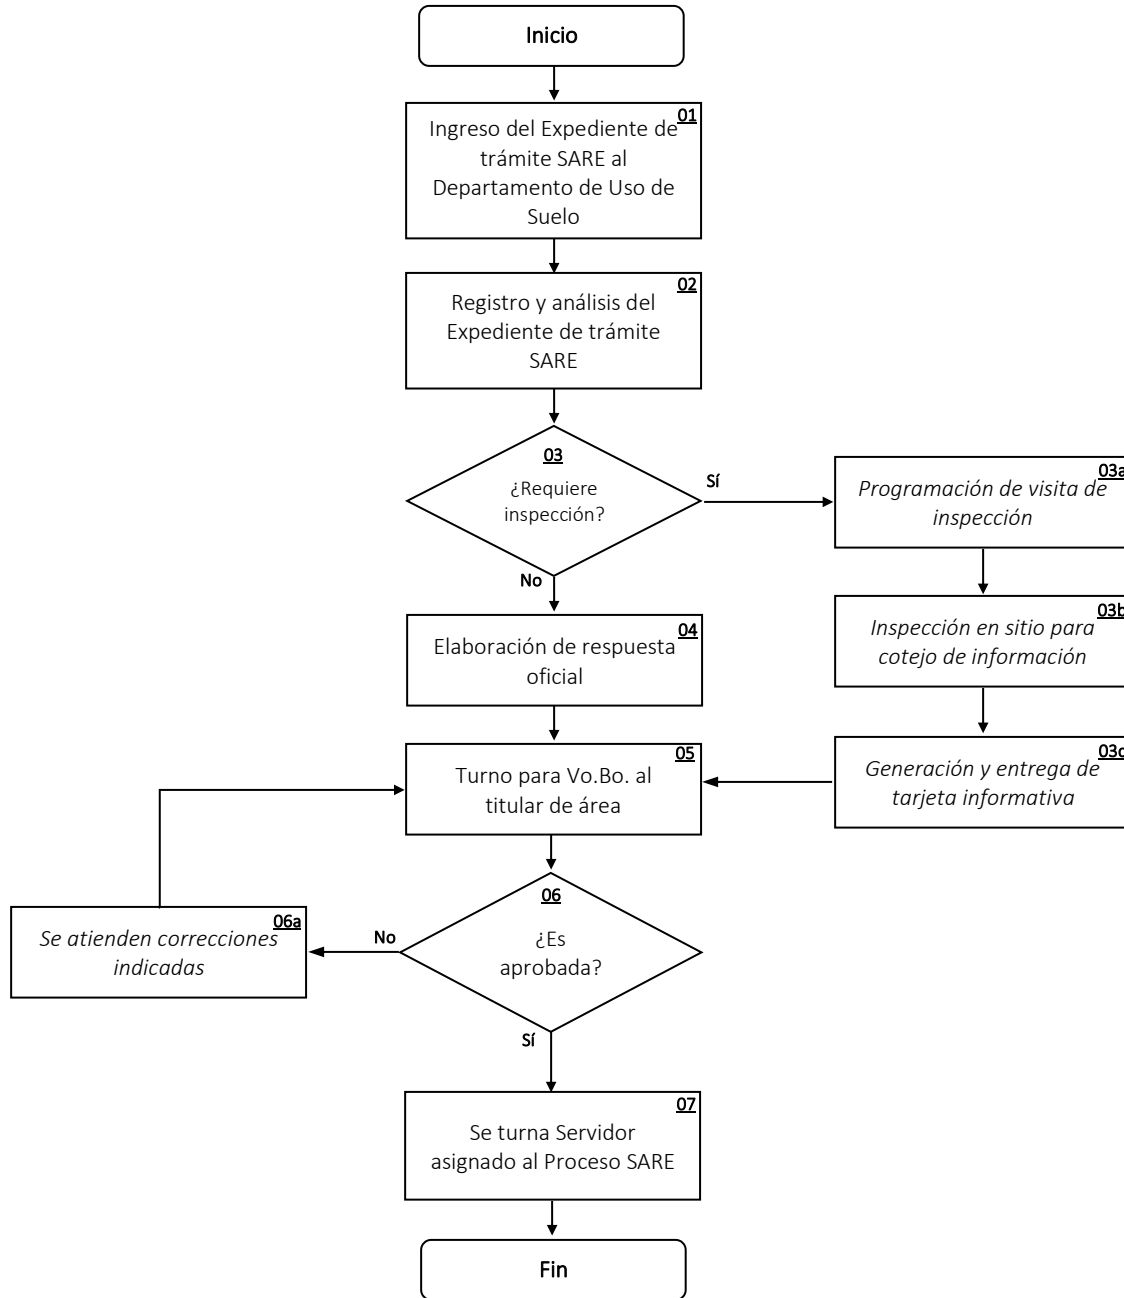 Inicio
01
Ingreso del Expediente de
trámite SARE al
Departamento de Uso de
Suelo
02
Registro y análisis del
Expediente de trámite
SARE
03
¿Requiere
inspección?
Sí
No
03a
Programación de visita de
inspección
03b
Inspección en sitio para
cotejo de información
03c
Generación y entrega de
tarjeta informativa
04
Elaboración de respuesta
oficial
05
Turno para Vo.Bo. al
titular de área
06
¿Es
aprobada?
No
Sí
06a
Se atienden correcciones
indicadas
07
Se turna Servidor
asignado al Proceso SARE
Fin